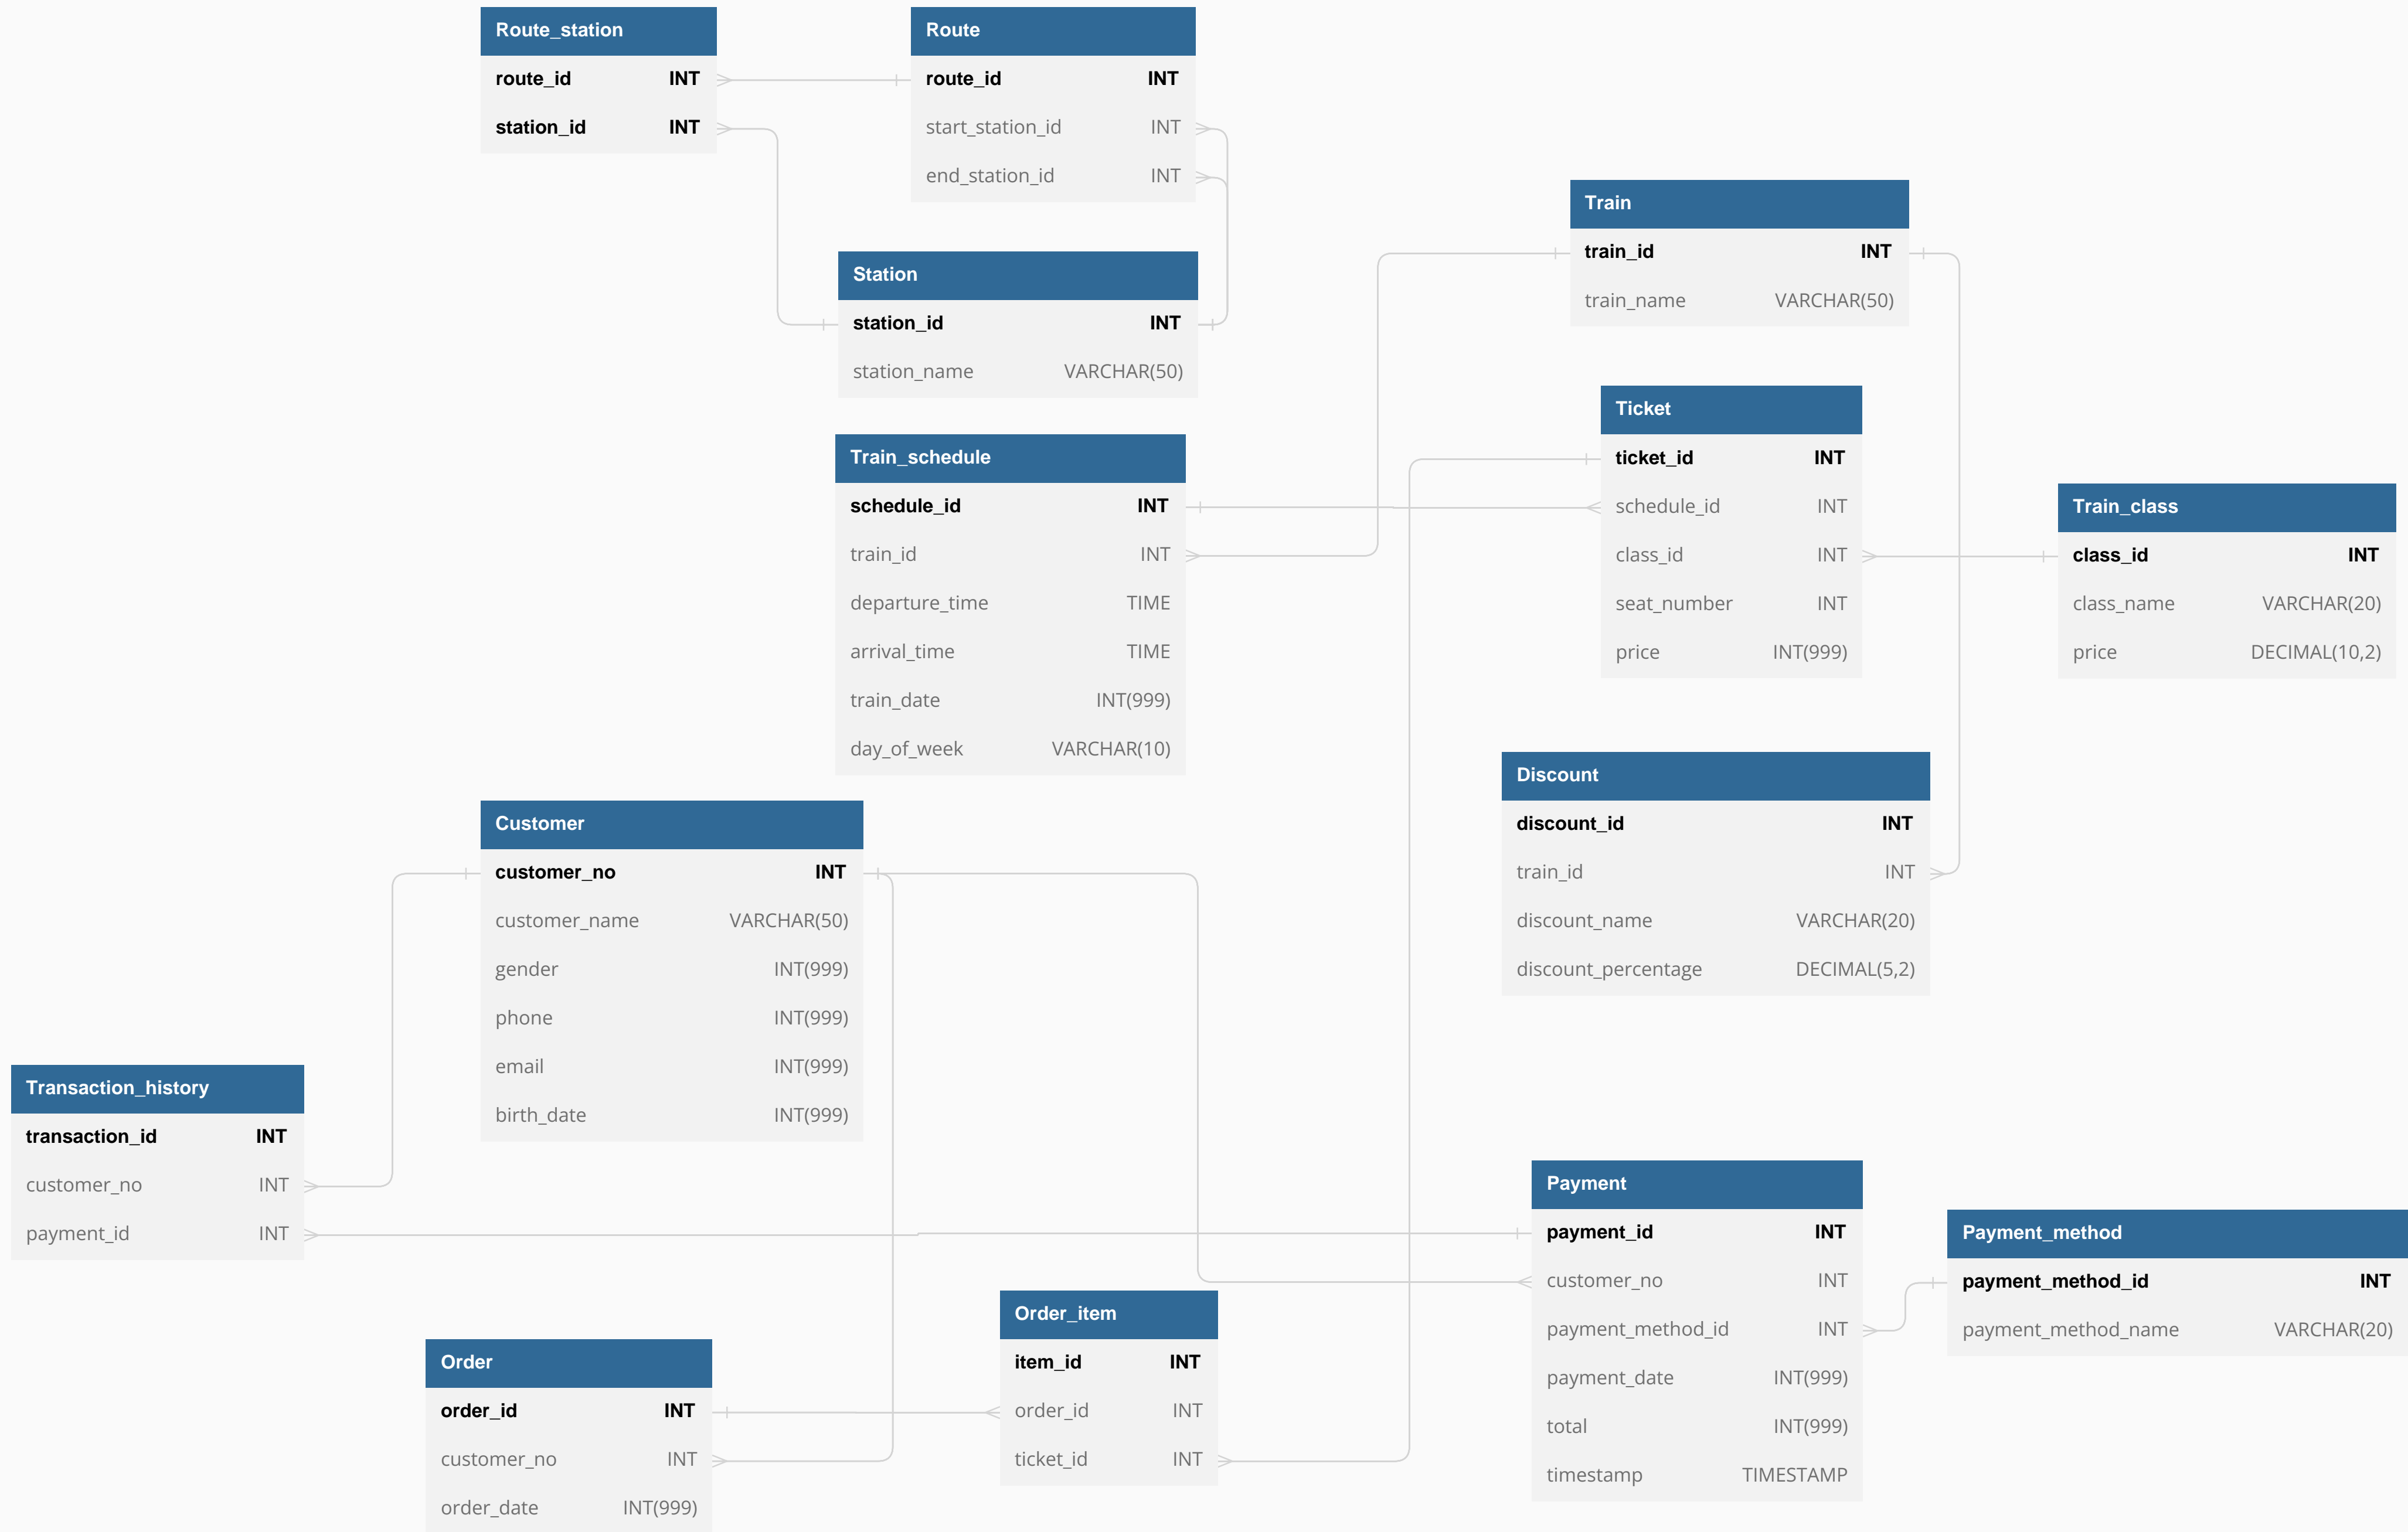 Route_station
route_id INT
station_id INT
Route
route_id INT
start_station_id INT
end_station_id INT
Train
train_id INT
train_name VARCHAR(50)
Station
station_id INT
station_name VARCHAR(50)
Ticket
ticket_id INT
schedule_id INT
class_id INT
seat_number INT
price INT(999)
Train_schedule
schedule_id INT
train_id INT
departure_time TIME
arrival_time TIME
train_date INT(999)
day_of_week VARCHAR(10)
Train_class
class_id INT
class_name VARCHAR(20)
price DECIMAL(10,2)
Discount
discount_id INT
train_id INT
discount_name VARCHAR(20)
discount_percentage DECIMAL(5,2)
Customer
customer_no INT
customer_name VARCHAR(50)
gender INT(999)
phone INT(999)
email INT(999)
birth_date INT(999)
Transaction_history
transaction_id INT
customer_no INT
payment_id INT
Payment
payment_id INT
customer_no INT
payment_method_id INT
payment_date INT(999)
total INT(999)
timestamp TIMESTAMP
Payment_method
payment_method_id INT
payment_method_name VARCHAR(20)
Order_item
item_id INT
order_id INT
ticket_id INT
Order
order_id INT
customer_no INT
order_date INT(999)